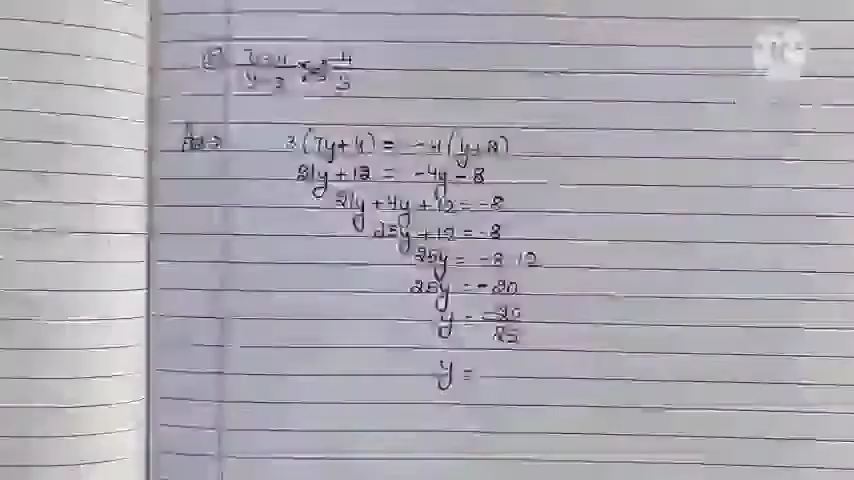 3(7y+4) = -4(y+2)
21y+12 = -4y-8
21y+4y+12=-8
25y+12=-8
25y = -8-12
25y = -20
y = -20/25
y =